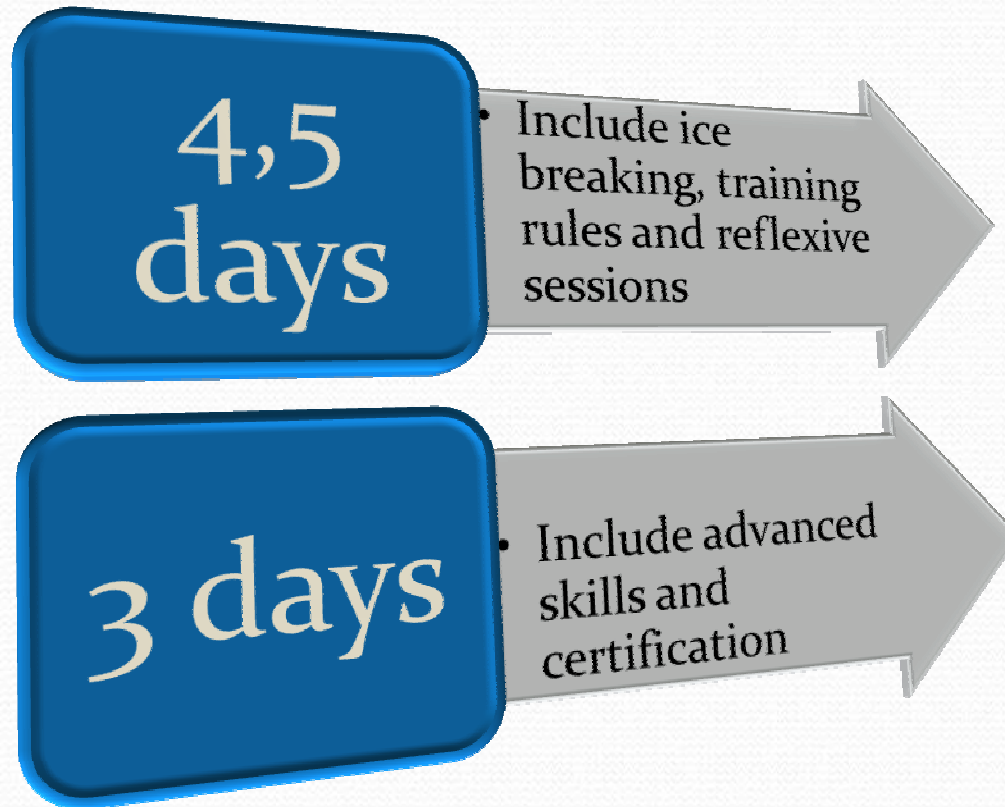 4,5
days
• Include ice
breaking, training
rules and reflexive
sessions
3 days
• Include advanced
skills and
certification